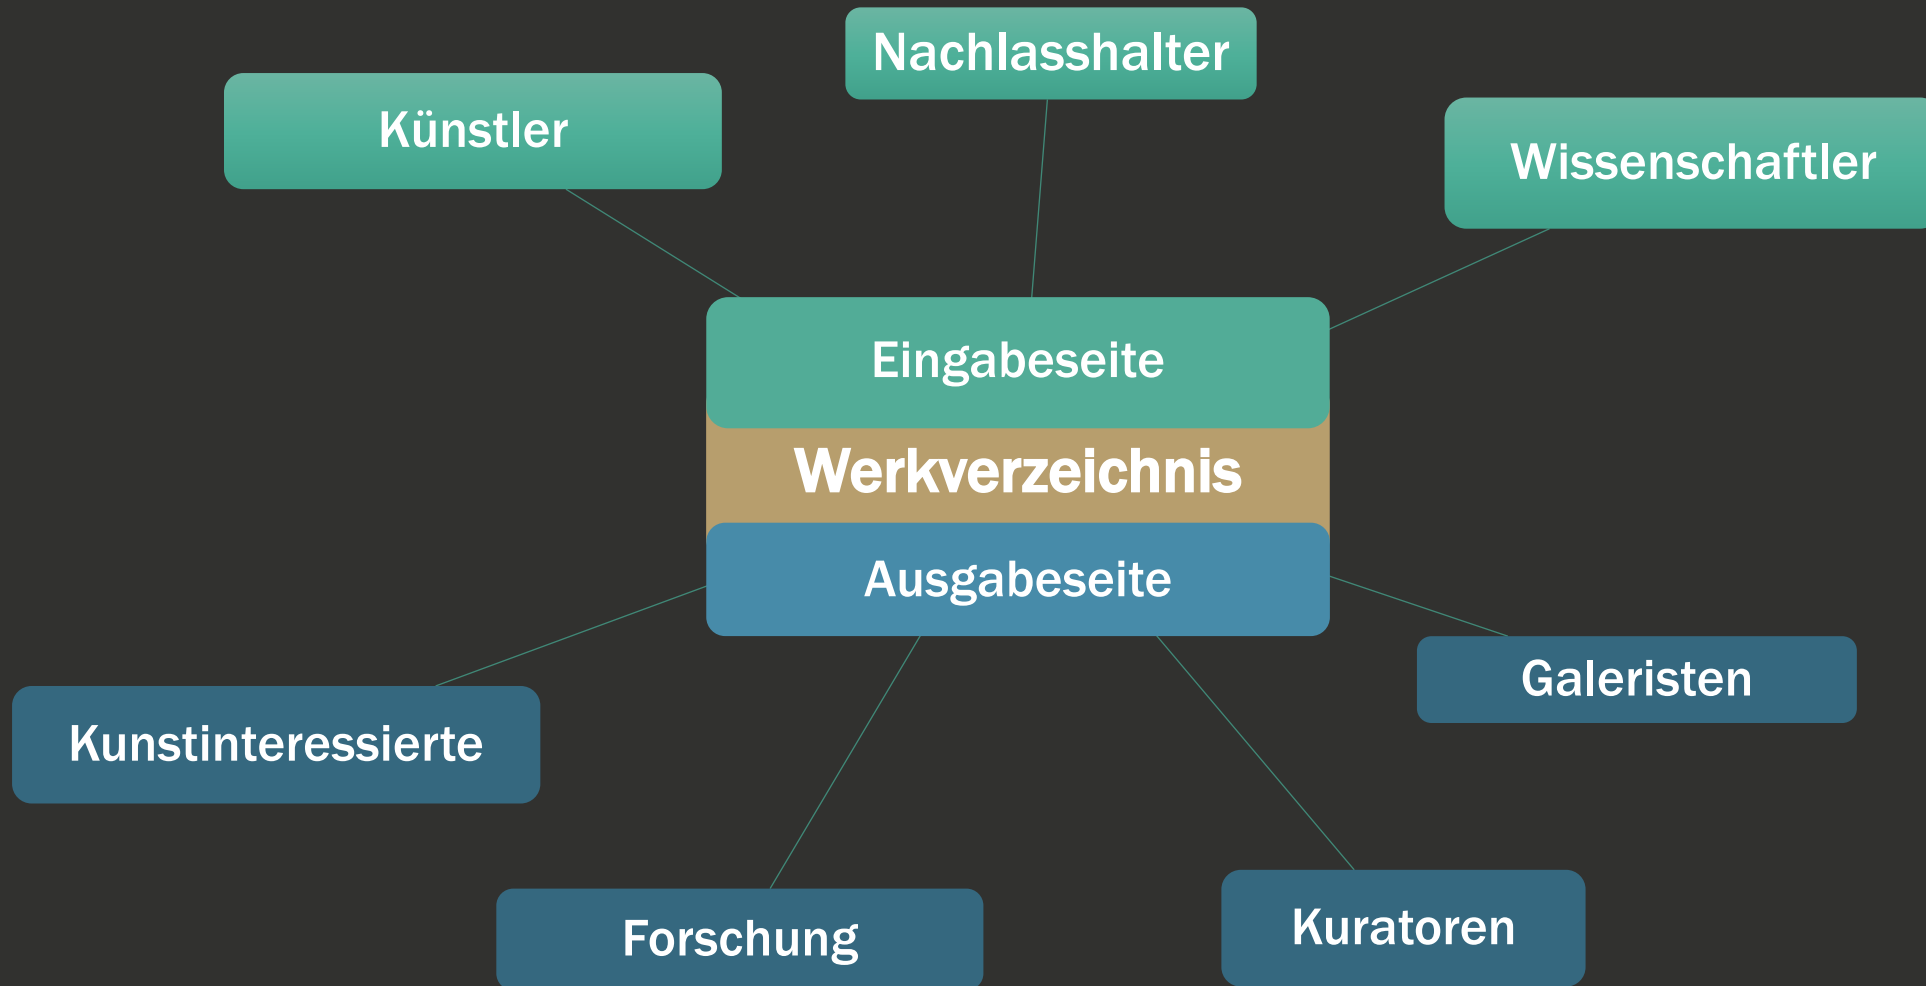 Nachlasshalter
Künstler
Wissenschaftler
Eingabeseite
Werkverzeichnis
Ausgabeseite
Galeristen
Kunstinteressierte
Kuratoren
Forschung